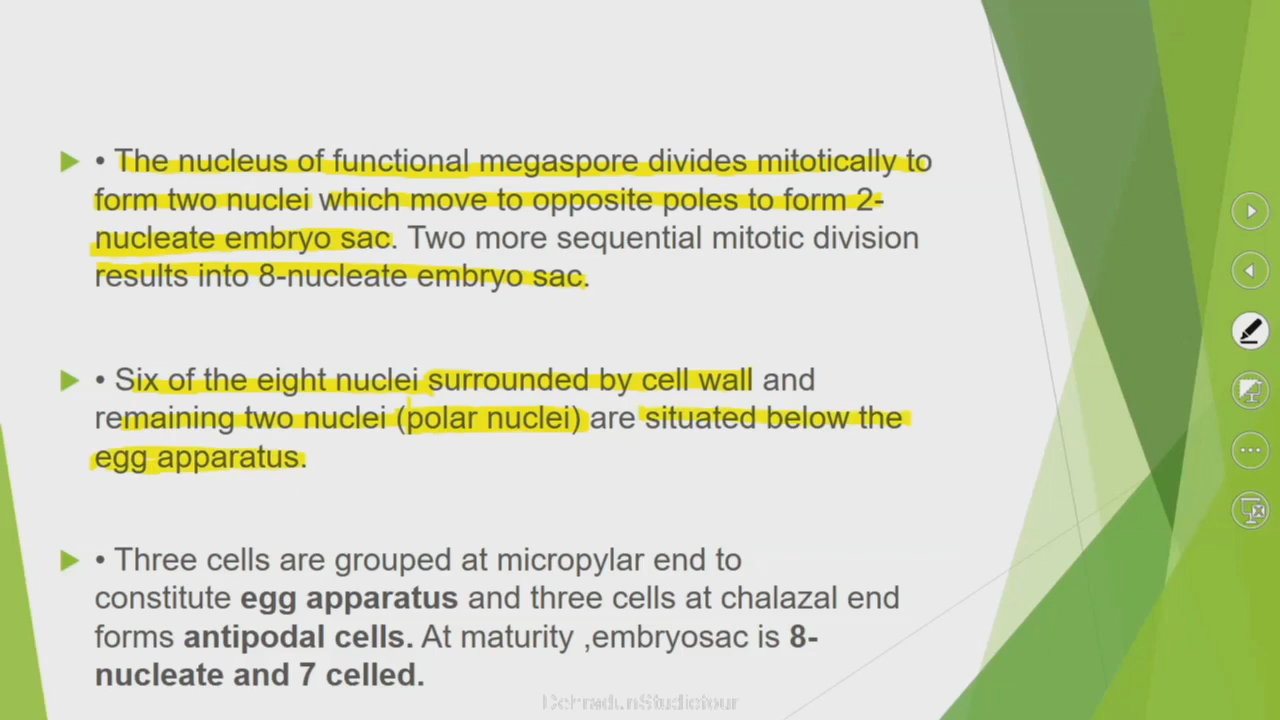 • The nucleus of functional megaspore divides mitotically to
form two nuclei which move to opposite poles to form 2-
nucleate embryo sac. Two more sequential mitotic division
results into 8-nucleate embryo sac.
• Six of the eight nuclei surrounded by cell wall and
remaining two nuclei (polar nuclei) are situated below the
egg apparatus.
• Three cells are grouped at micropylar end to
constitute egg apparatus and three cells at chalazal end
forms antipodal cells. At maturity ,embryosac is 8-
nucleate and 7 celled.